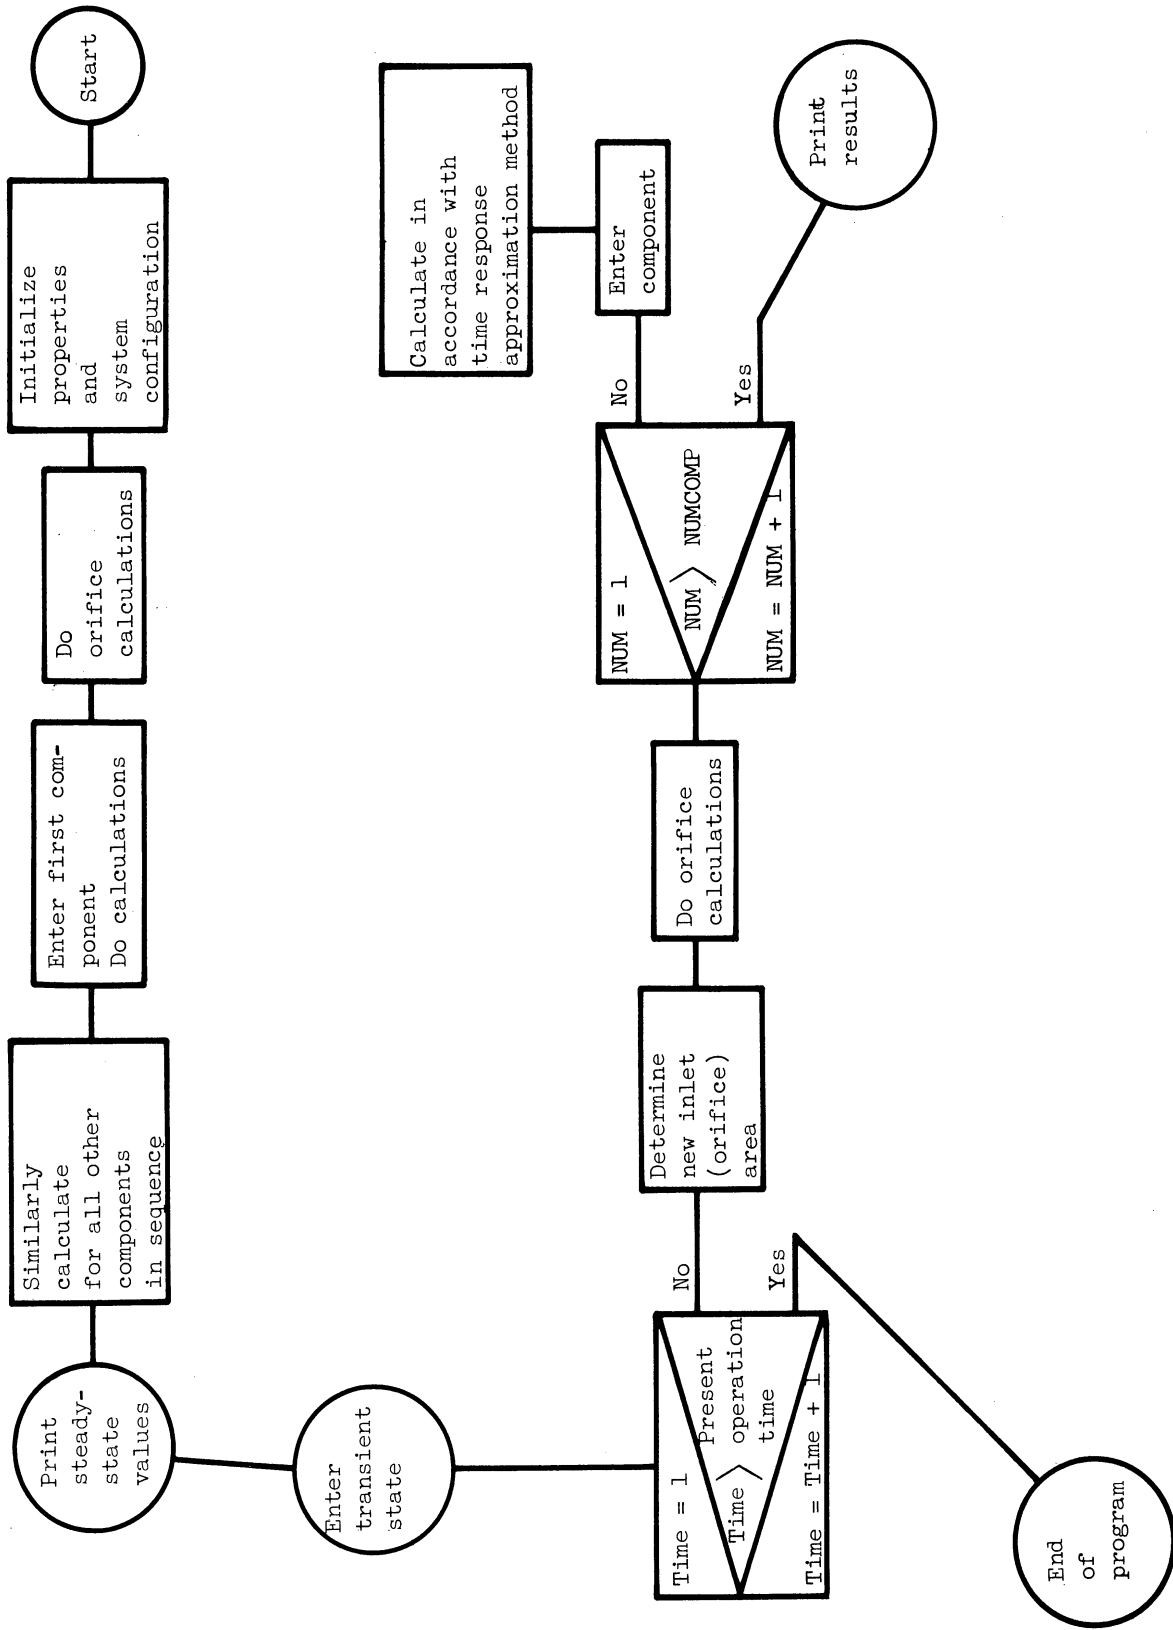 Start
Initialize
properties
and
system
configuration
Do
orifice
calculations
Enter first com-
ponent
Do calculations
Similarly
calculate
for all other
components
in sequence
Print
steady-
state
values
Enter
transient
state
Time = 1
Time > Present
operation
time
Time = Time + 1
No
Yes
End
of
program
Determine
new inlet
(orifice)
area
Do orifice
calculations
NUM = 1
NUM > NUMCOMP
NUM = NUM + 1
No
Yes
Enter
component
Calculate in
accordance with
time response
approximation method
Print
results